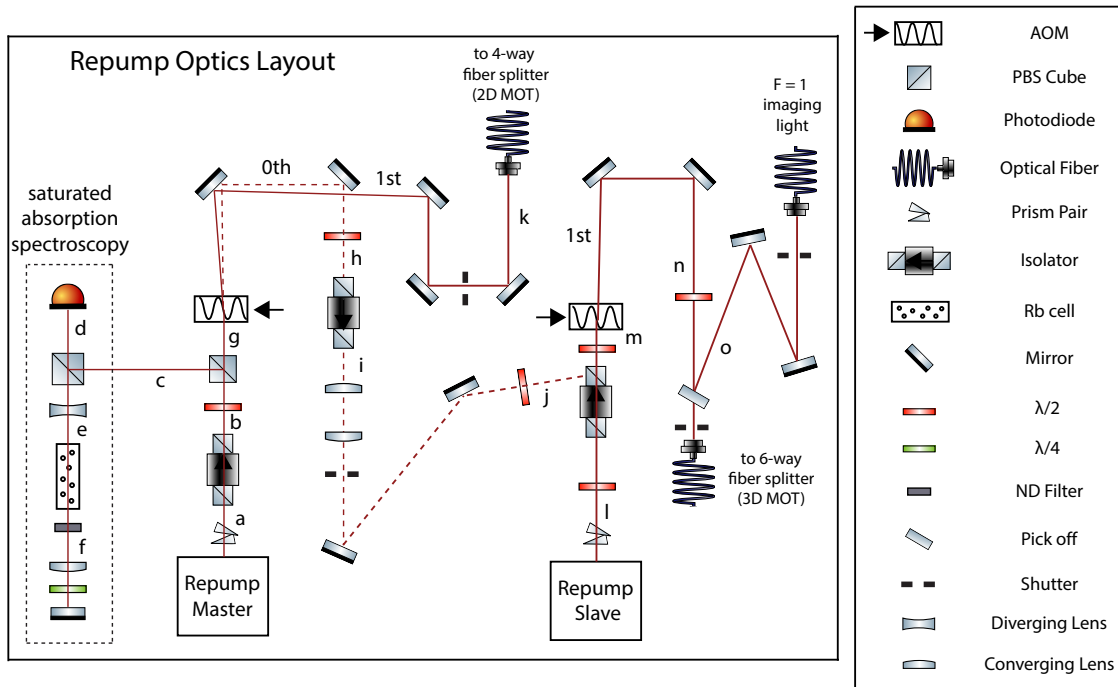 Repump Optics Layout
to 4-way
fiber splitter
(2D MOT)
F = 1
imaging
light
0th
1st
saturated
absorption
spectroscopy
k
h
1st
n
d
g
m
c
i
o
j
e
b
to 6-way
fiber splitter
(3D MOT)
a
l
f
Repump
Master
Repump
Slave
AOM
PBS Cube
Photodiode
Optical Fiber
Prism Pair
Isolator
Rb cell
Mirror
λ/2
λ/4
ND Filter
Pick off
Shutter
Diverging Lens
Converging Lens